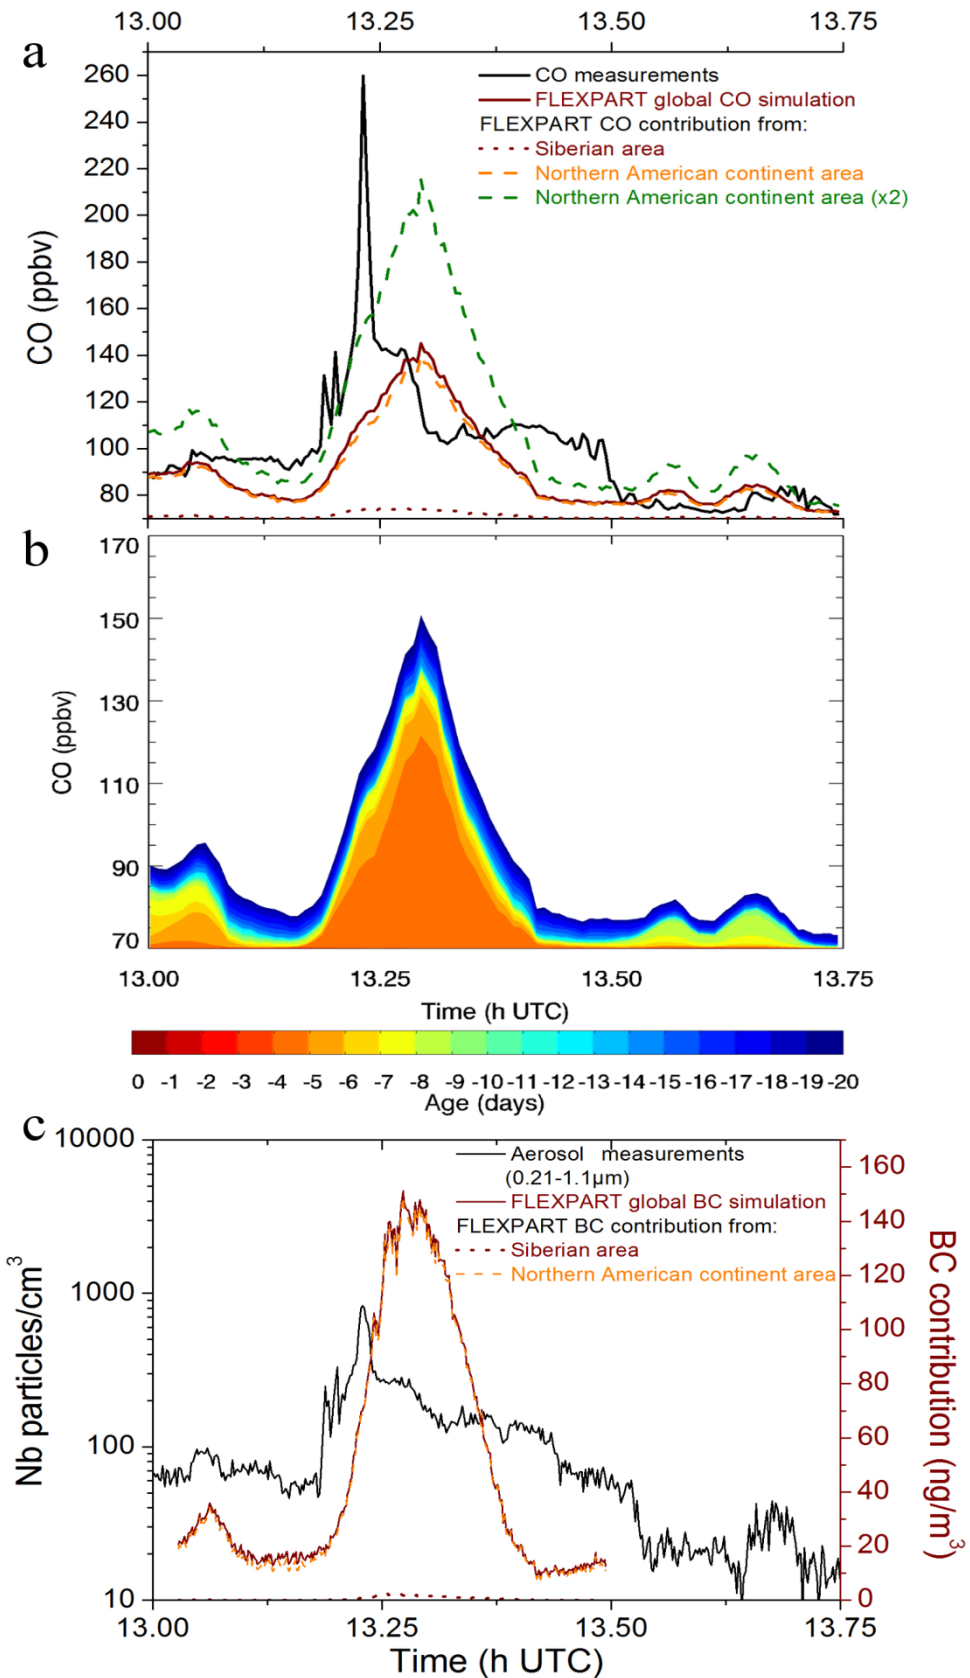 a
13.00 13.25 13.50 13.75
CO measurements
FLEXPART global CO simulation
FLEXPART CO contribution from:
Siberian area
Northern American continent area
Northern American continent area (x2)
260
240
220
200
180
160
140
120
100
80
CO (ppbv)
b
170
150
130
110
90
70
CO (ppbv)
13.00 13.25 13.50 13.75
Time (h UTC)
0 -1 -2 -3 -4 -5 -6 -7 -8 -9 -10 -11 -12 -13 -14 -15 -16 -17 -18 -19 -20
Age (days)
c
Aerosol measurements
(0.21-1.1µm)
FLEXPART global BC simulation
FLEXPART BC contribution from:
Siberian area
Northern American continent area
10000
1000
100
10
Nb particles/cm³
160
140
120
100
80
60
40
20
0
BC contribution (ng/m³)
13.00 13.25 13.50 13.75
Time (h UTC)